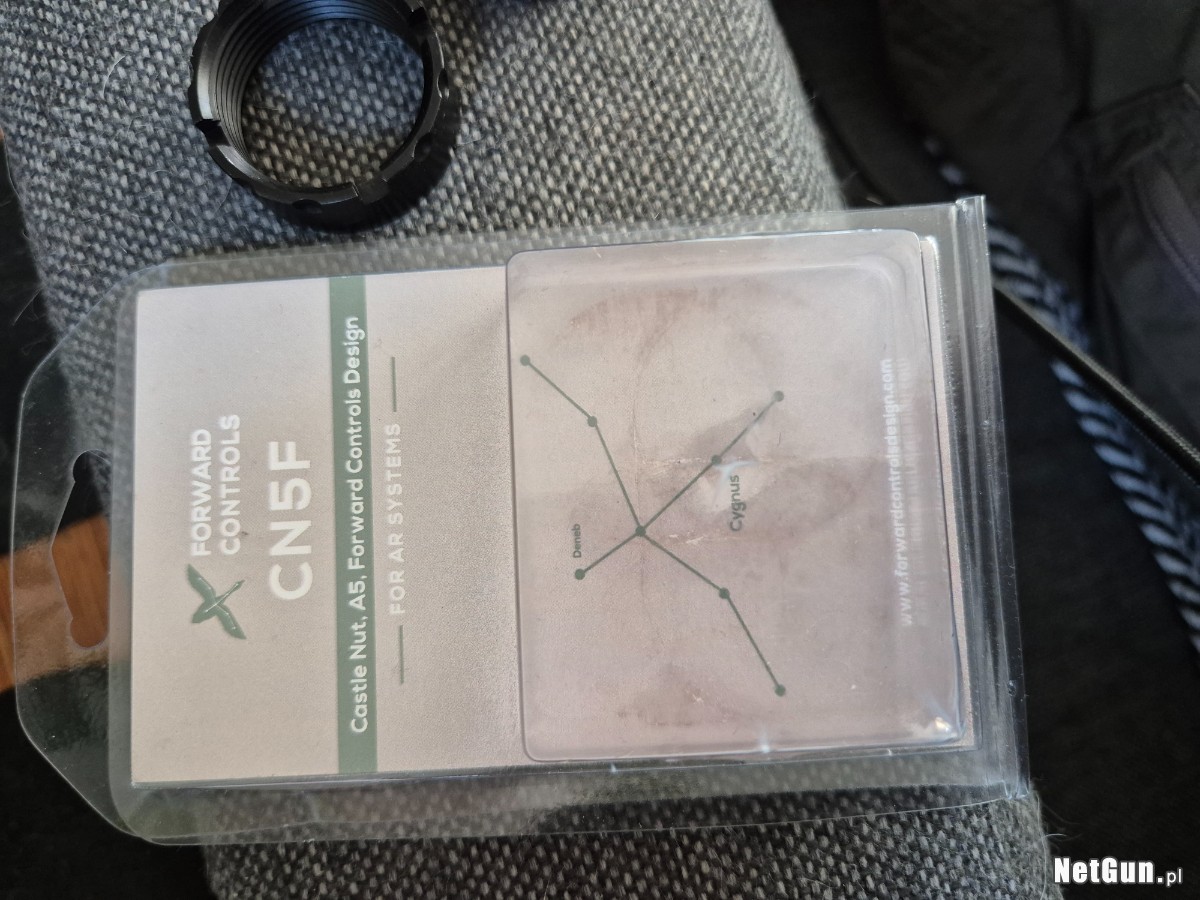 FORWARD
CONTROLS
CN5F
Castle Nut, A5, Forward Controls Design
FOR AR SYSTEMS
Deneb
Cygnus
www.forwardcontrolsdesign.com
NetGun.pl